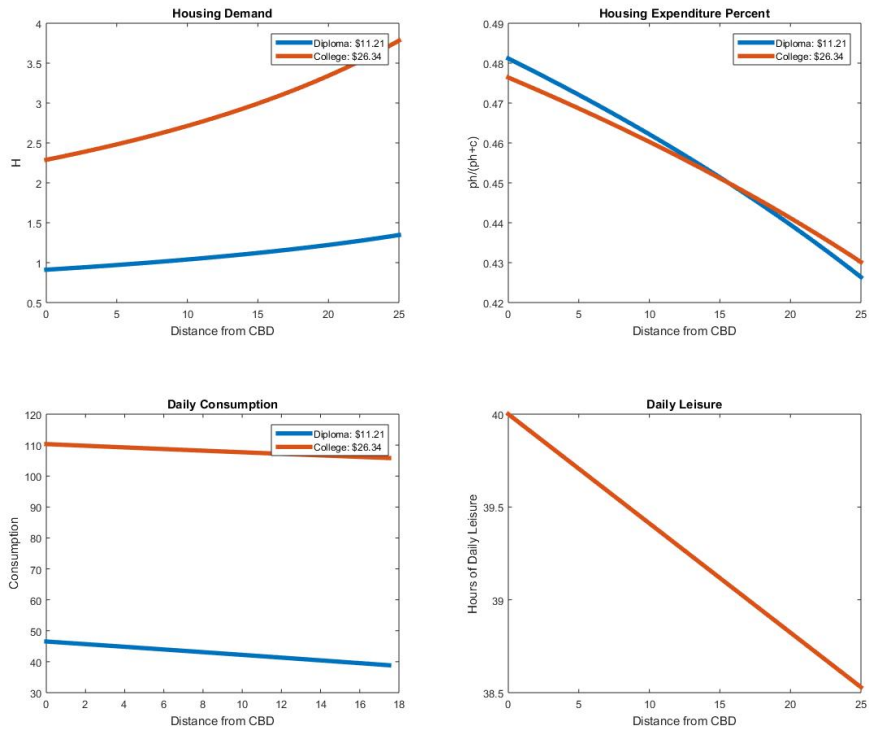 Housing Demand
4
3.5
3
2.5
2
1.5
1
0.5
H
Diploma: $11.21
College: $26.34
0 5 10 15 20 25
Distance from CBD
Housing Expenditure Percent
0.49
0.48
0.47
0.46
0.45
0.44
0.43
0.42
ph/(ph+c)
Diploma: $11.21
College: $26.34
0 5 10 15 20 25
Distance from CBD
Daily Consumption
120
110
100
90
80
70
60
50
40
30
Consumption
Diploma: $11.21
College: $26.34
0 2 4 6 8 10 12 14 16 18
Distance from CBD
Daily Leisure
40
39.5
39
38.5
Hours of Daily Leisure
0 5 10 15 20 25
Distance from CBD